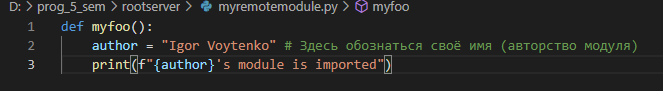 D: > prog_5_sem > rootserver > myremotemodule.py > myfoo
1 def myfoo():
2 author = "Igor Voytenko" # Здесь обознаться своё имя (авторство модуля)
3 print(f"{author}'s module is imported")